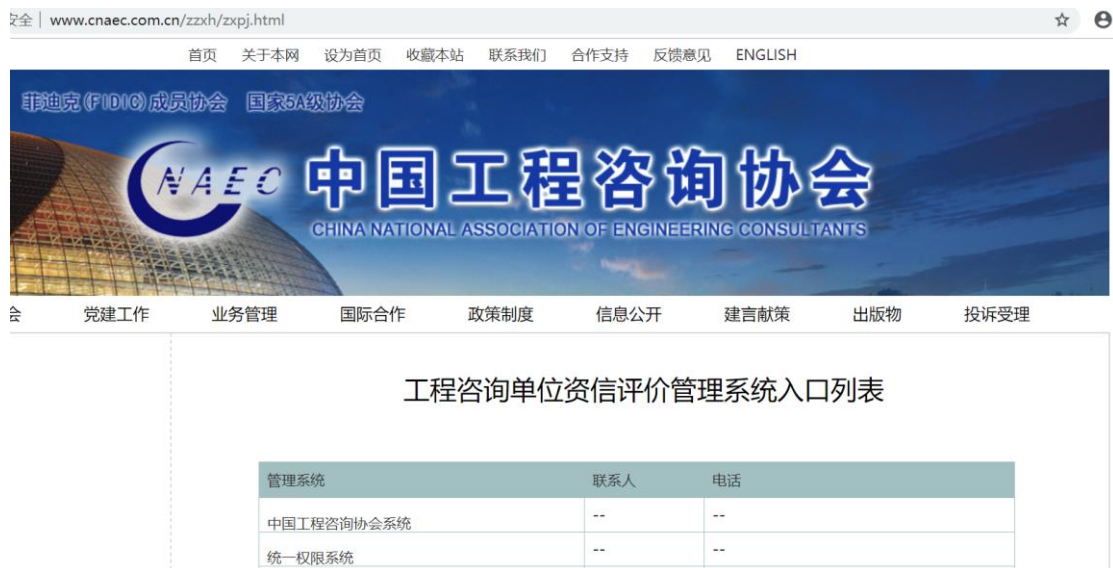 安全 | www.cnaec.com.cn/zzxh/zxpj.html
首页 关于本网 设为首页 收藏本站 联系我们 合作支持 反馈意见 ENGLISH
菲迪克(FIDIC)成员协会 国家5A级协会
CNAEC 中国工程咨询协会
CHINA NATIONAL ASSOCIATION OF ENGINEERING CONSULTANTS
会 党建工作 业务管理 国际合作 政策制度 信息公开 建言献策 出版物 投诉受理
工程咨询单位资信评价管理系统入口列表
管理系统 联系人 电话
中国工程咨询协会系统 -- --
统一权限系统 -- --